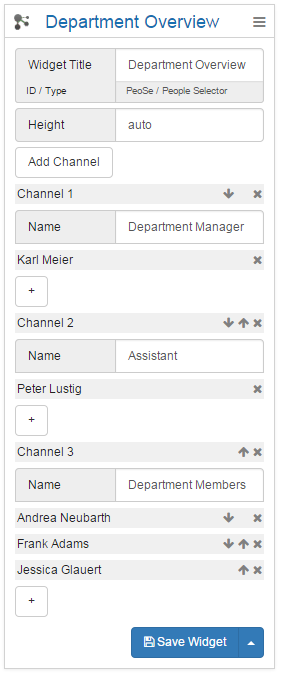 Department Overview
Widget Title Department Overview
ID / Type PeoSe / People Selector
Height auto
Add Channel
Channel 1
Name Department Manager
Karl Meier
+
Channel 2
Name Assistant
Peter Lustig
+
Channel 3
Name Department Members
Andrea Neubarth
Frank Adams
Jessica Glauert
+
Save Widget